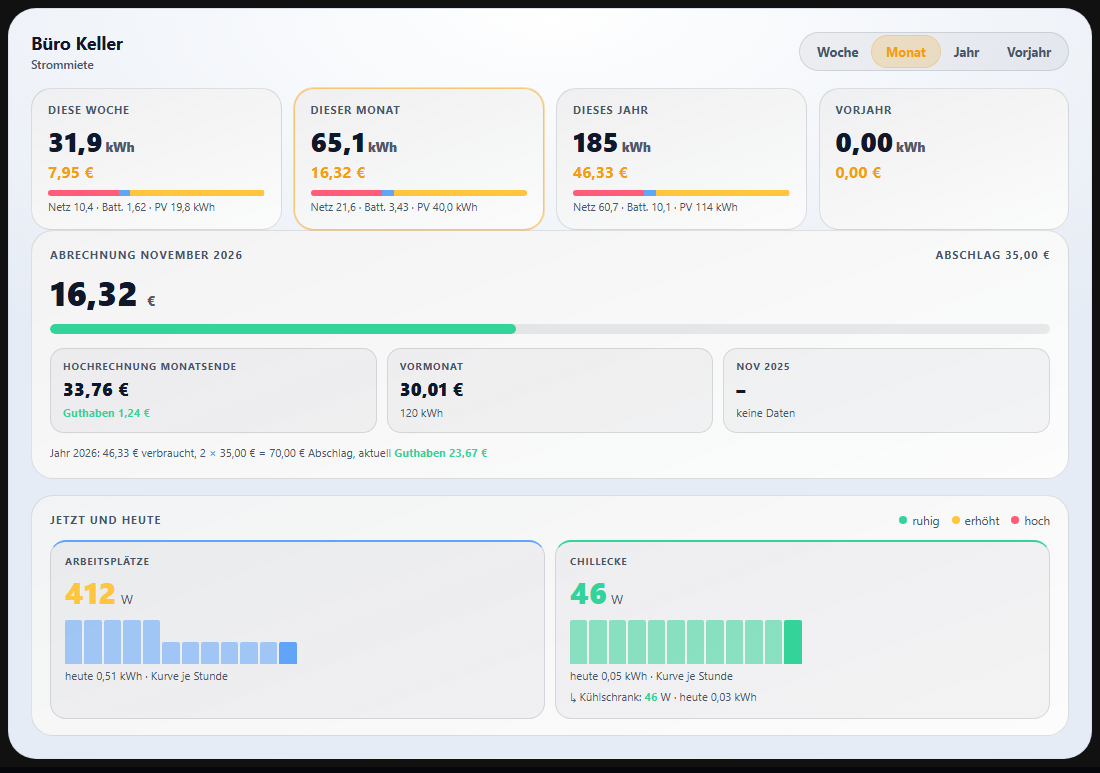 Büro Keller
Strommiete
Woche Monat Jahr Vorjahr
DIESE WOCHE
31,9 kWh
7,95 €
Netz 10,4 · Batt. 1,62 · PV 19,8 kWh
DIESER MONAT
65,1 kWh
16,32 €
Netz 21,6 · Batt. 3,43 · PV 40,0 kWh
DIESES JAHR
185 kWh
46,33 €
Netz 60,7 · Batt. 10,1 · PV 114 kWh
VORJAHR
0,00 kWh
0,00 €
ABRECHNUNG NOVEMBER 2026
ABSCHLAG 35,00 €
16,32 €
HOCHRECHNUNG MONATSENDE
33,76 €
Guthaben 1,24 €
VORMONAT
30,01 €
120 kWh
NOV 2025
–
keine Daten
Jahr 2026: 46,33 € verbraucht, 2 × 35,00 € = 70,00 € Abschlag, aktuell Guthaben 23,67 €
JETZT UND HEUTE
ruhig erhöht hoch
ARBEITSPLÄTZE
412 W
heute 0,51 kWh · Kurve je Stunde
CHILLECKE
46 W
heute 0,05 kWh · Kurve je Stunde
↳ Kühlschrank: 46 W · heute 0,03 kWh